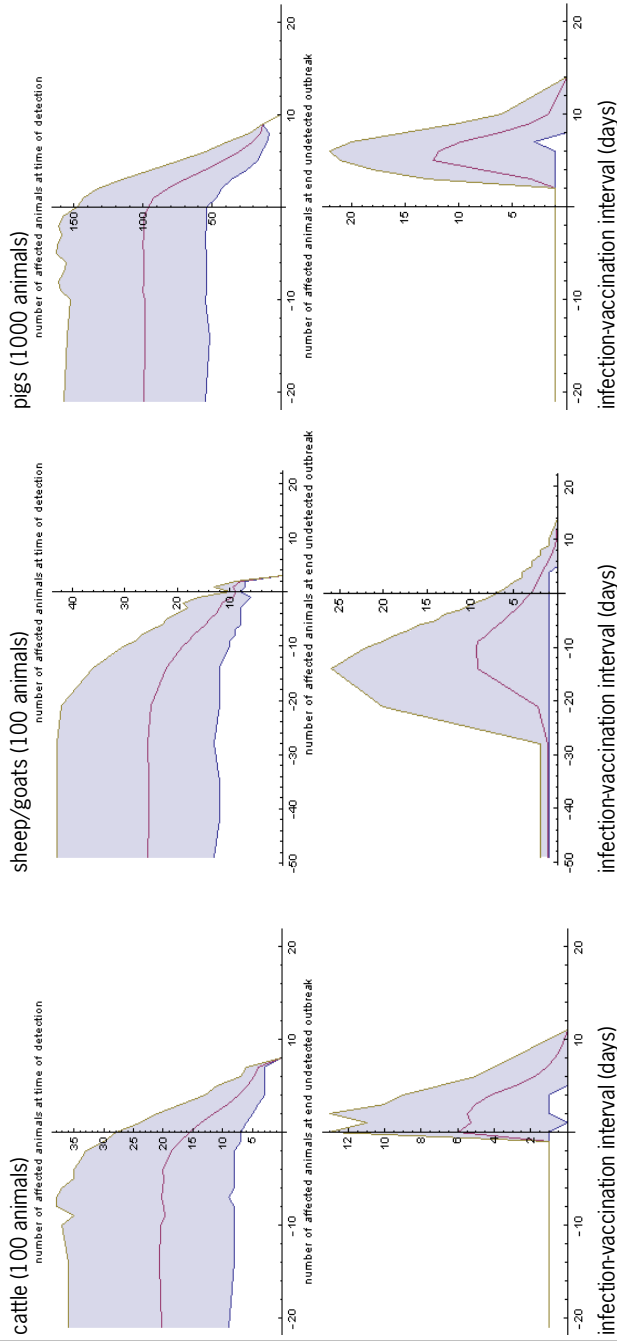 pigs (1000 animals)
number of affected animals at time of detection
150
100
50
-20 -10 10 20
number of affected animals at end undetected outbreak
20
15
10
5
-20 -10 10 20
infection-vaccination interval (days)
sheep/goats (100 animals)
number of affected animals at time of detection
40
30
20
10
-50 -40 -30 -20 -10 10 20
number of affected animals at end undetected outbreak
25
20
15
10
5
-50 -40 -30 -20 -10 10 20
infection-vaccination interval (days)
cattle (100 animals)
number of affected animals at time of detection
35
30
25
20
15
10
5
-20 -10 10 20
number of affected animals at end undetected outbreak
12
10
8
6
4
2
-20 -10 10 20
infection-vaccination interval (days)